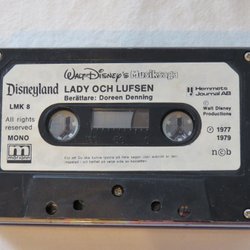 Walt Disney's Musiksaga
Disneyland
LADY OCH LUFSEN
Hemmets
Journal AB
LMK 8
Berättare: Doreen Denning
All rights
reserved
© Walt
Disney
Productions
MONO
© 1977
1979
mariann
n©b